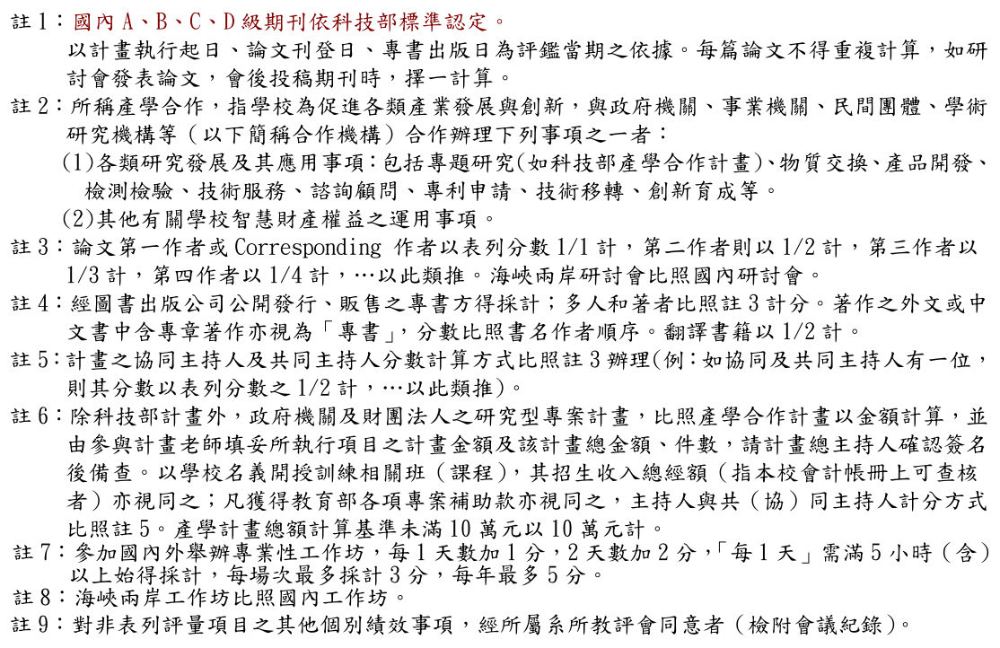 註1：國內A、B、C、D級期刊依科技部標準認定。
以計畫執行起日、論文刊登日、專書出版日為評鑑當期之依據。每篇論文不得重複計算，如研
討會發表論文，會後投稿期刊時，擇一計算。
註2：所稱產學合作，指學校為促進各類產業發展與創新，與政府機關、事業機關、民間團體、學術
研究機構等（以下簡稱合作機構）合作辦理下列事項之一者：
(1)各類研究發展及其應用事項：包括專題研究(如科技部產學合作計畫)、物質交換、產品開發、
檢測檢驗、技術服務、諮詢顧問、專利申請、技術移轉、創新育成等。
(2)其他有關學校智慧財產權益之運用事項。
註3：論文第一作者或Corresponding 作者以表列分數1/1計，第二作者則以1/2計，第三作者以
1/3計，第四作者以1/4計，…以此類推。海峽兩岸研討會比照國內研討會。
註4：經圖書出版公司公開發行、販售之專書方得採計；多人和著者比照註3計分。著作之外文或中
文書中含專章著作亦視為「專書」，分數比照書名作者順序。翻譯書籍以1/2計。
註5：計畫之協同主持人及共同主持人分數計算方式比照註3辦理(例：如協同及共同主持人有一位，
則其分數以表列分數之1/2計，…以此類推)。
註6：除科技部計畫外，政府機關及財團法人之研究型專案計畫，比照產學合作計畫以金額計算，並
由參與計畫老師填妥所執行項目之計畫金額及該計畫總金額、件數，請計畫總主持人確認簽名
後備查。以學校名義開授訓練相關班（課程），其招生收入總經額（指本校會計帳冊上可查核
者）亦視同之；凡獲得教育部各項專案補助款亦視同之，主持人與共（協）同主持人計分方式
比照註5。產學計畫總額計算基準未滿10萬元以10萬元計。
註7：參加國內外舉辦專業性工作坊，每1天數加1分，2天數加2分，「每1天」需滿5小時（含）
以上始得採計，每場次最多採計3分，每年最多5分。
註8：海峽兩岸工作坊比照國內工作坊。
註9：對非表列評量項目之其他個別績效事項，經所屬系所教評會同意者（檢附會議紀錄）。